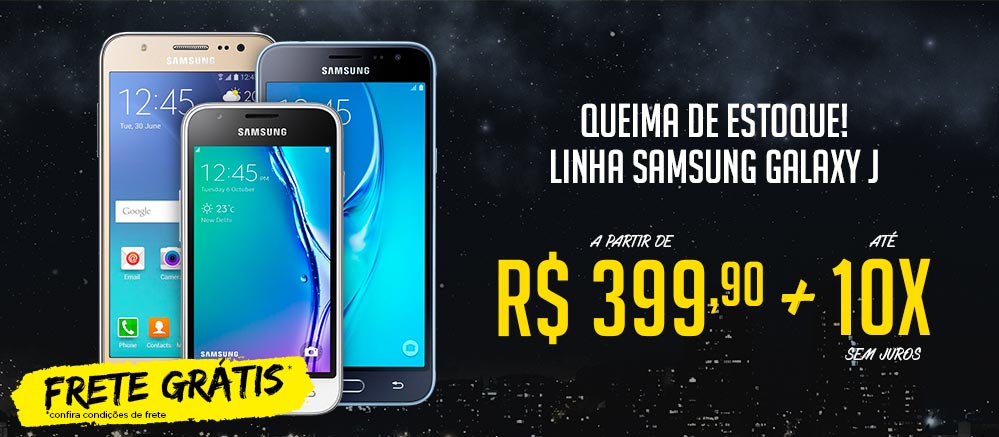 SAMSUNG
12:45
Tue, 30 June
Google
Email
Camer
Phone
Contacts
SAMSUNG
SAMSUNG
12:45 PM
Tuesday 6 October
23°C
New Delhi
SAMSUNG
QUEIMA DE ESTOQUE!
LINHA SAMSUNG GALAXY J
A PARTIR DE
R$ 399,90 + 10X
ATÉ
SEM JUROS
FRETE GRÁTIS*
*confira condições de frete